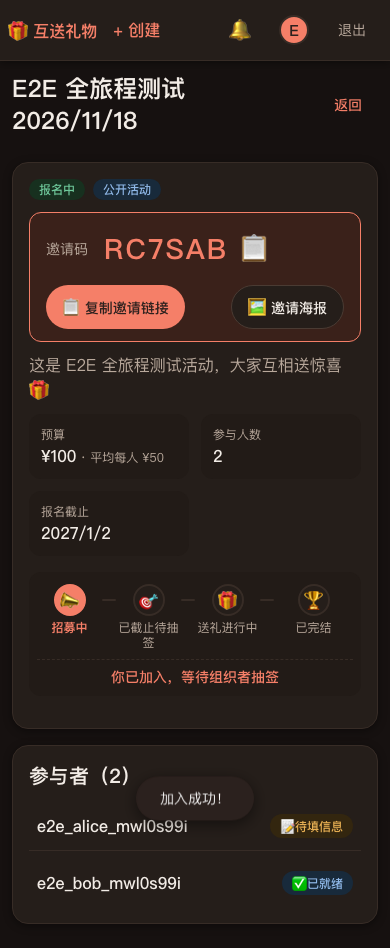 🎁 互送礼物 + 创建 🔔 E 退出
E2E 全旅程测试
2026/11/18
返回
报名中 公开活动
邀请码 RC7SAB 📋
📋 复制邀请链接 🖼️ 邀请海报
这是 E2E 全旅程测试活动，大家互相送惊喜
🎁
预算
¥100 · 平均每人 ¥50
参与人数
2
报名截止
2027/1/2
📣 🎯 🎁 🏆
招募中
已截止待抽
签
送礼进行中
已完结
你已加入，等待组织者抽签
参与者（2）
加入成功！
e2e_alice_mwl0s99i 📝待填信息
e2e_bob_mwl0s99i ✅已就绪